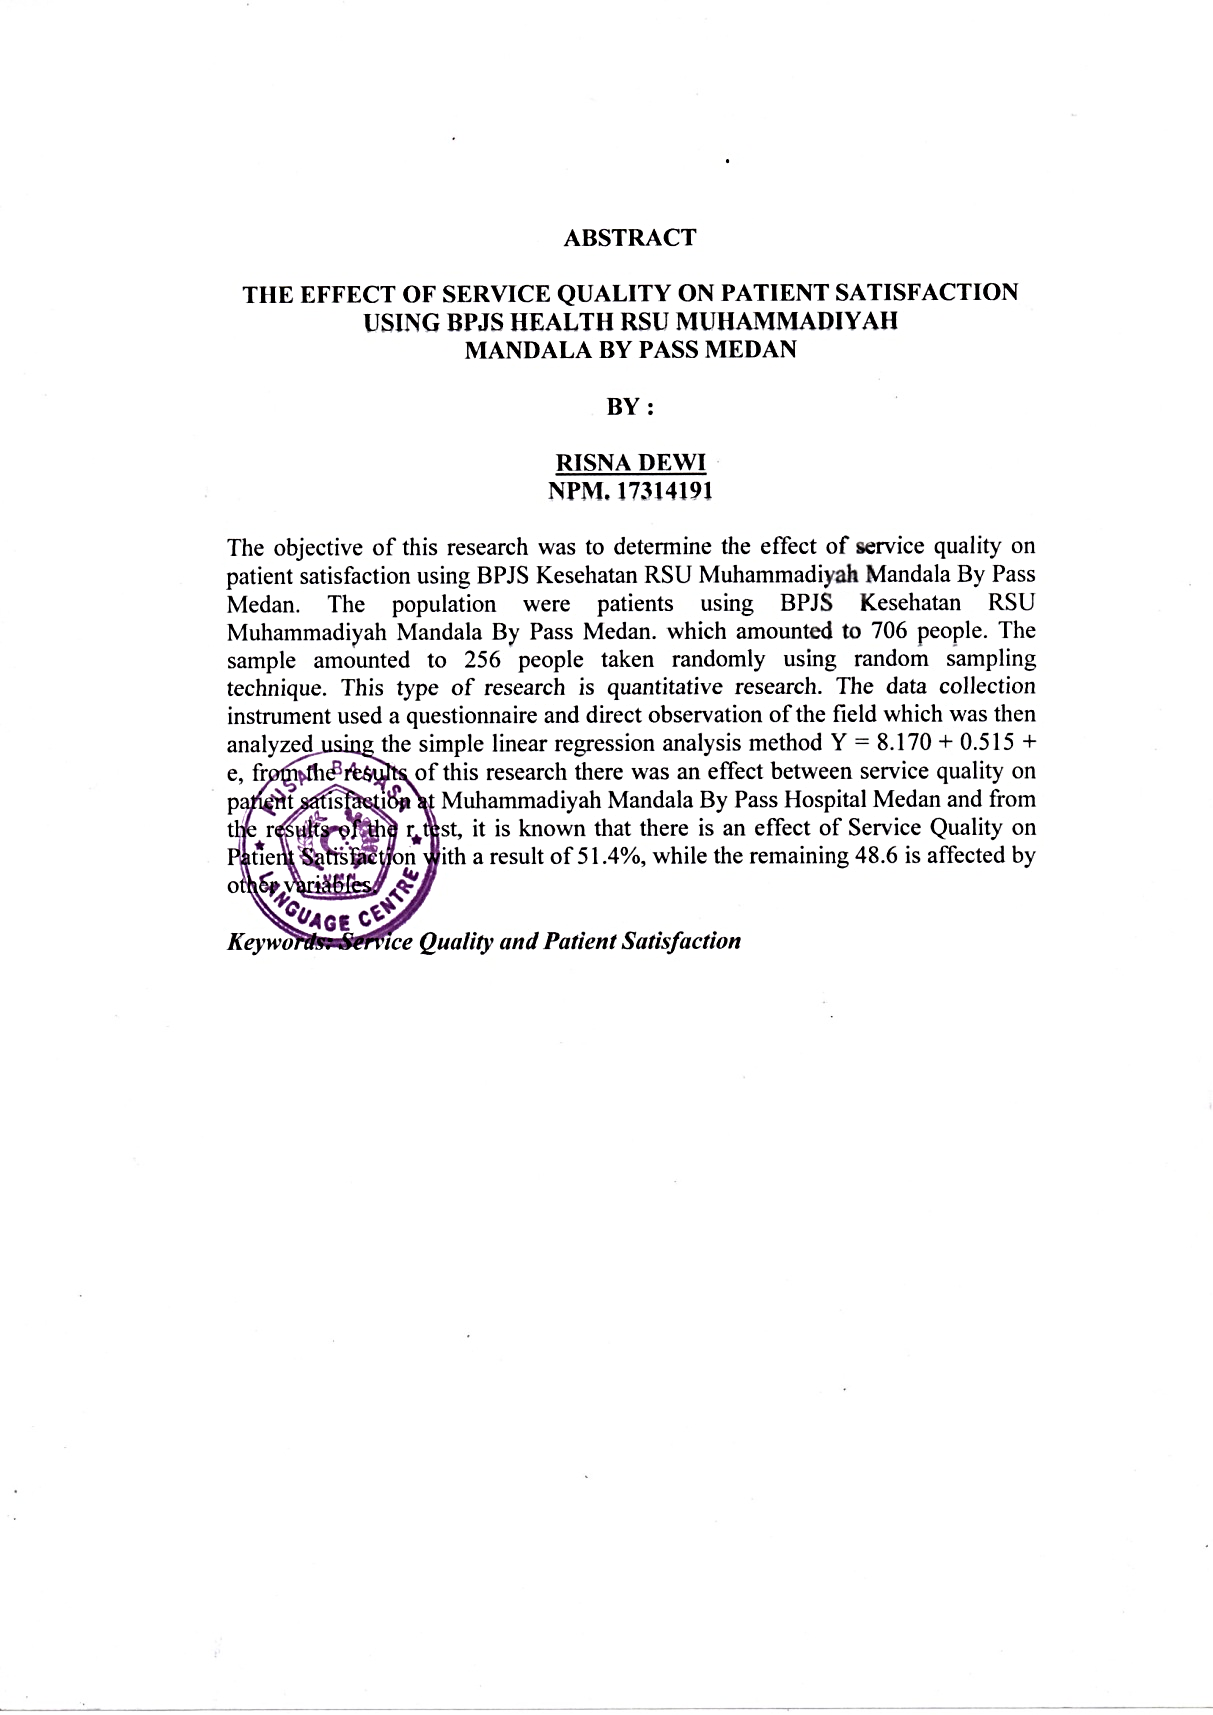 ABSTRACT
THE EFFECT OF SERVICE QUALITY ON PATIENT SATISFACTION
USING BPJS HEALTH RSU MUHAMMADIYAH
MANDALA BY PASS MEDAN
BY :
RISNA DEWI
NPM. 17314191
The objective of this research was to determine the effect of service quality on
patient satisfaction using BPJS Kesehatan RSU Muhammadiyah Mandala By Pass
Medan. The population were patients using BPJS Kesehatan RSU
Muhammadiyah Mandala By Pass Medan. which amounted to 706 people. The
sample amounted to 256 people taken randomly using random sampling
technique. This type of research is quantitative research. The data collection
instrument used a questionnaire and direct observation of the field which was then
analyzed using the simple linear regression analysis method Y = 8.170 + 0.515 +
e, from the results of this research there was an effect between service quality on
patient satisfaction at Muhammadiyah Mandala By Pass Hospital Medan and from
the results of the r test, it is known that there is an effect of Service Quality on
Patient Satisfaction with a result of 51.4%, while the remaining 48.6 is affected by
other variables.
Keywords: Service Quality and Patient Satisfaction
PUSAT BAHASA
LANGUAGE CENTRE